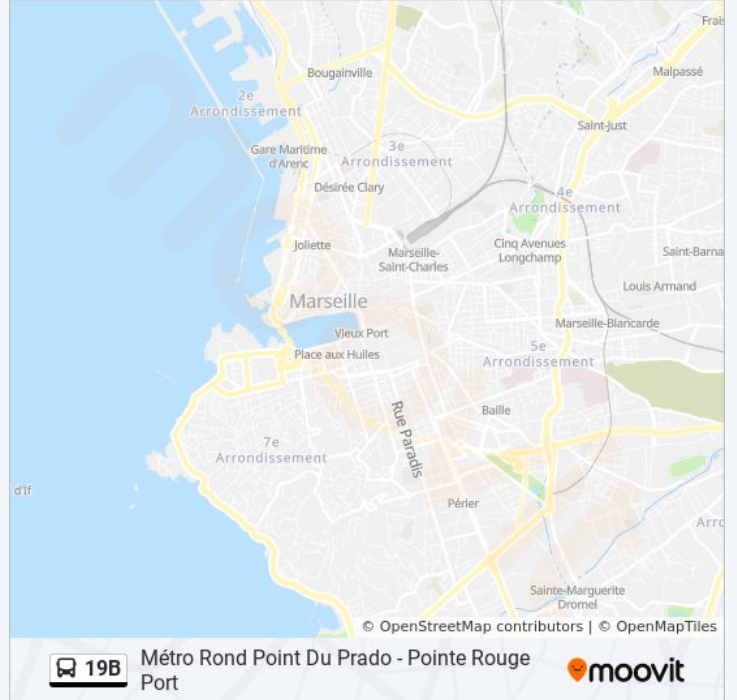 Frais
Bougainville
Malpassé
2e
Arrondissement
Saint-Just
Gare Maritime
d'Arenc
3e
Arrondissement
Désirée Clary
4e
Arrondissement
Joliette
Marseille-
Saint-Charles
Cinq Avenues
Longchamp
Saint-Barna
Louis Armand
Marseille
Marseille-Blancarde
Vieux Port
Place aux Huiles
5e
Arrondissement
Rue Paradis
Baille
7e
Arrondissement
d'If
Périer
Arro
Sainte-Marguerite
Dromel
© OpenStreetMap contributors | © OpenMapTiles
19B
Métro Rond Point Du Prado - Pointe Rouge
Port
moovit